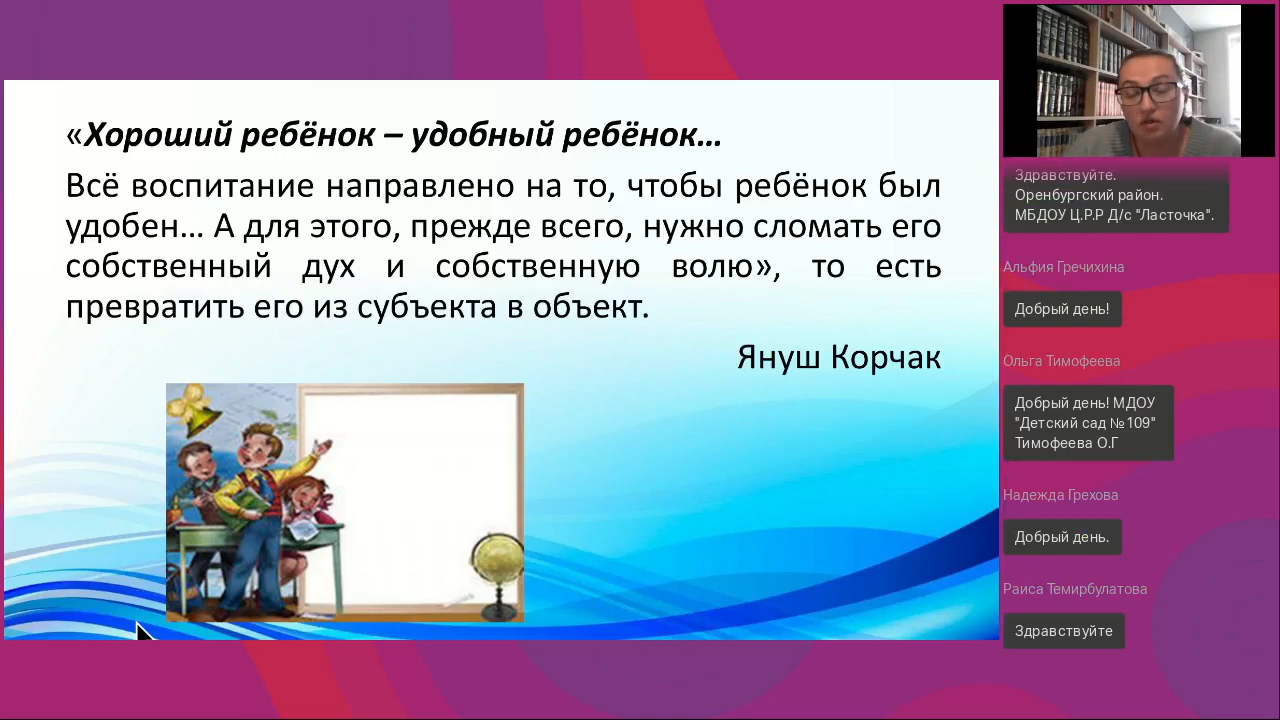 «Хороший ребёнок – удобный ребёнок…
Всё воспитание направлено на то, чтобы ребёнок был
удобен… А для этого, прежде всего, нужно сломать его
собственный дух и собственную волю», то есть
превратить его из субъекта в объект.
Януш Корчак
Здравствуйте.
Оренбургский район.
МБДОУ Ц.Р.Р Д/с "Ласточка".
Альфия Гречихина
Добрый день!
Ольга Тимофеева
Добрый день! МДОУ
"Детский сад №109"
Тимофеева О.Г
Надежда Грехова
Добрый день.
Раиса Темирбулатова
Здравствуйте